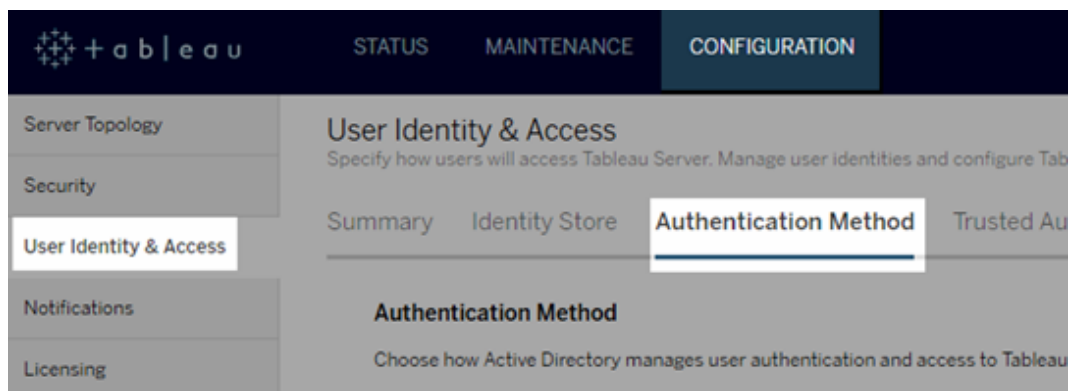 + a b | e a u
STATUS MAINTENANCE CONFIGURATION
Server Topology
Security
User Identity & Access
Notifications
Licensing
User Identity & Access
Specify how users will access Tableau Server. Manage user identities and configure Tab
Summary Identity Store Authentication Method Trusted Au
Authentication Method
Choose how Active Directory manages user authentication and access to Tableau